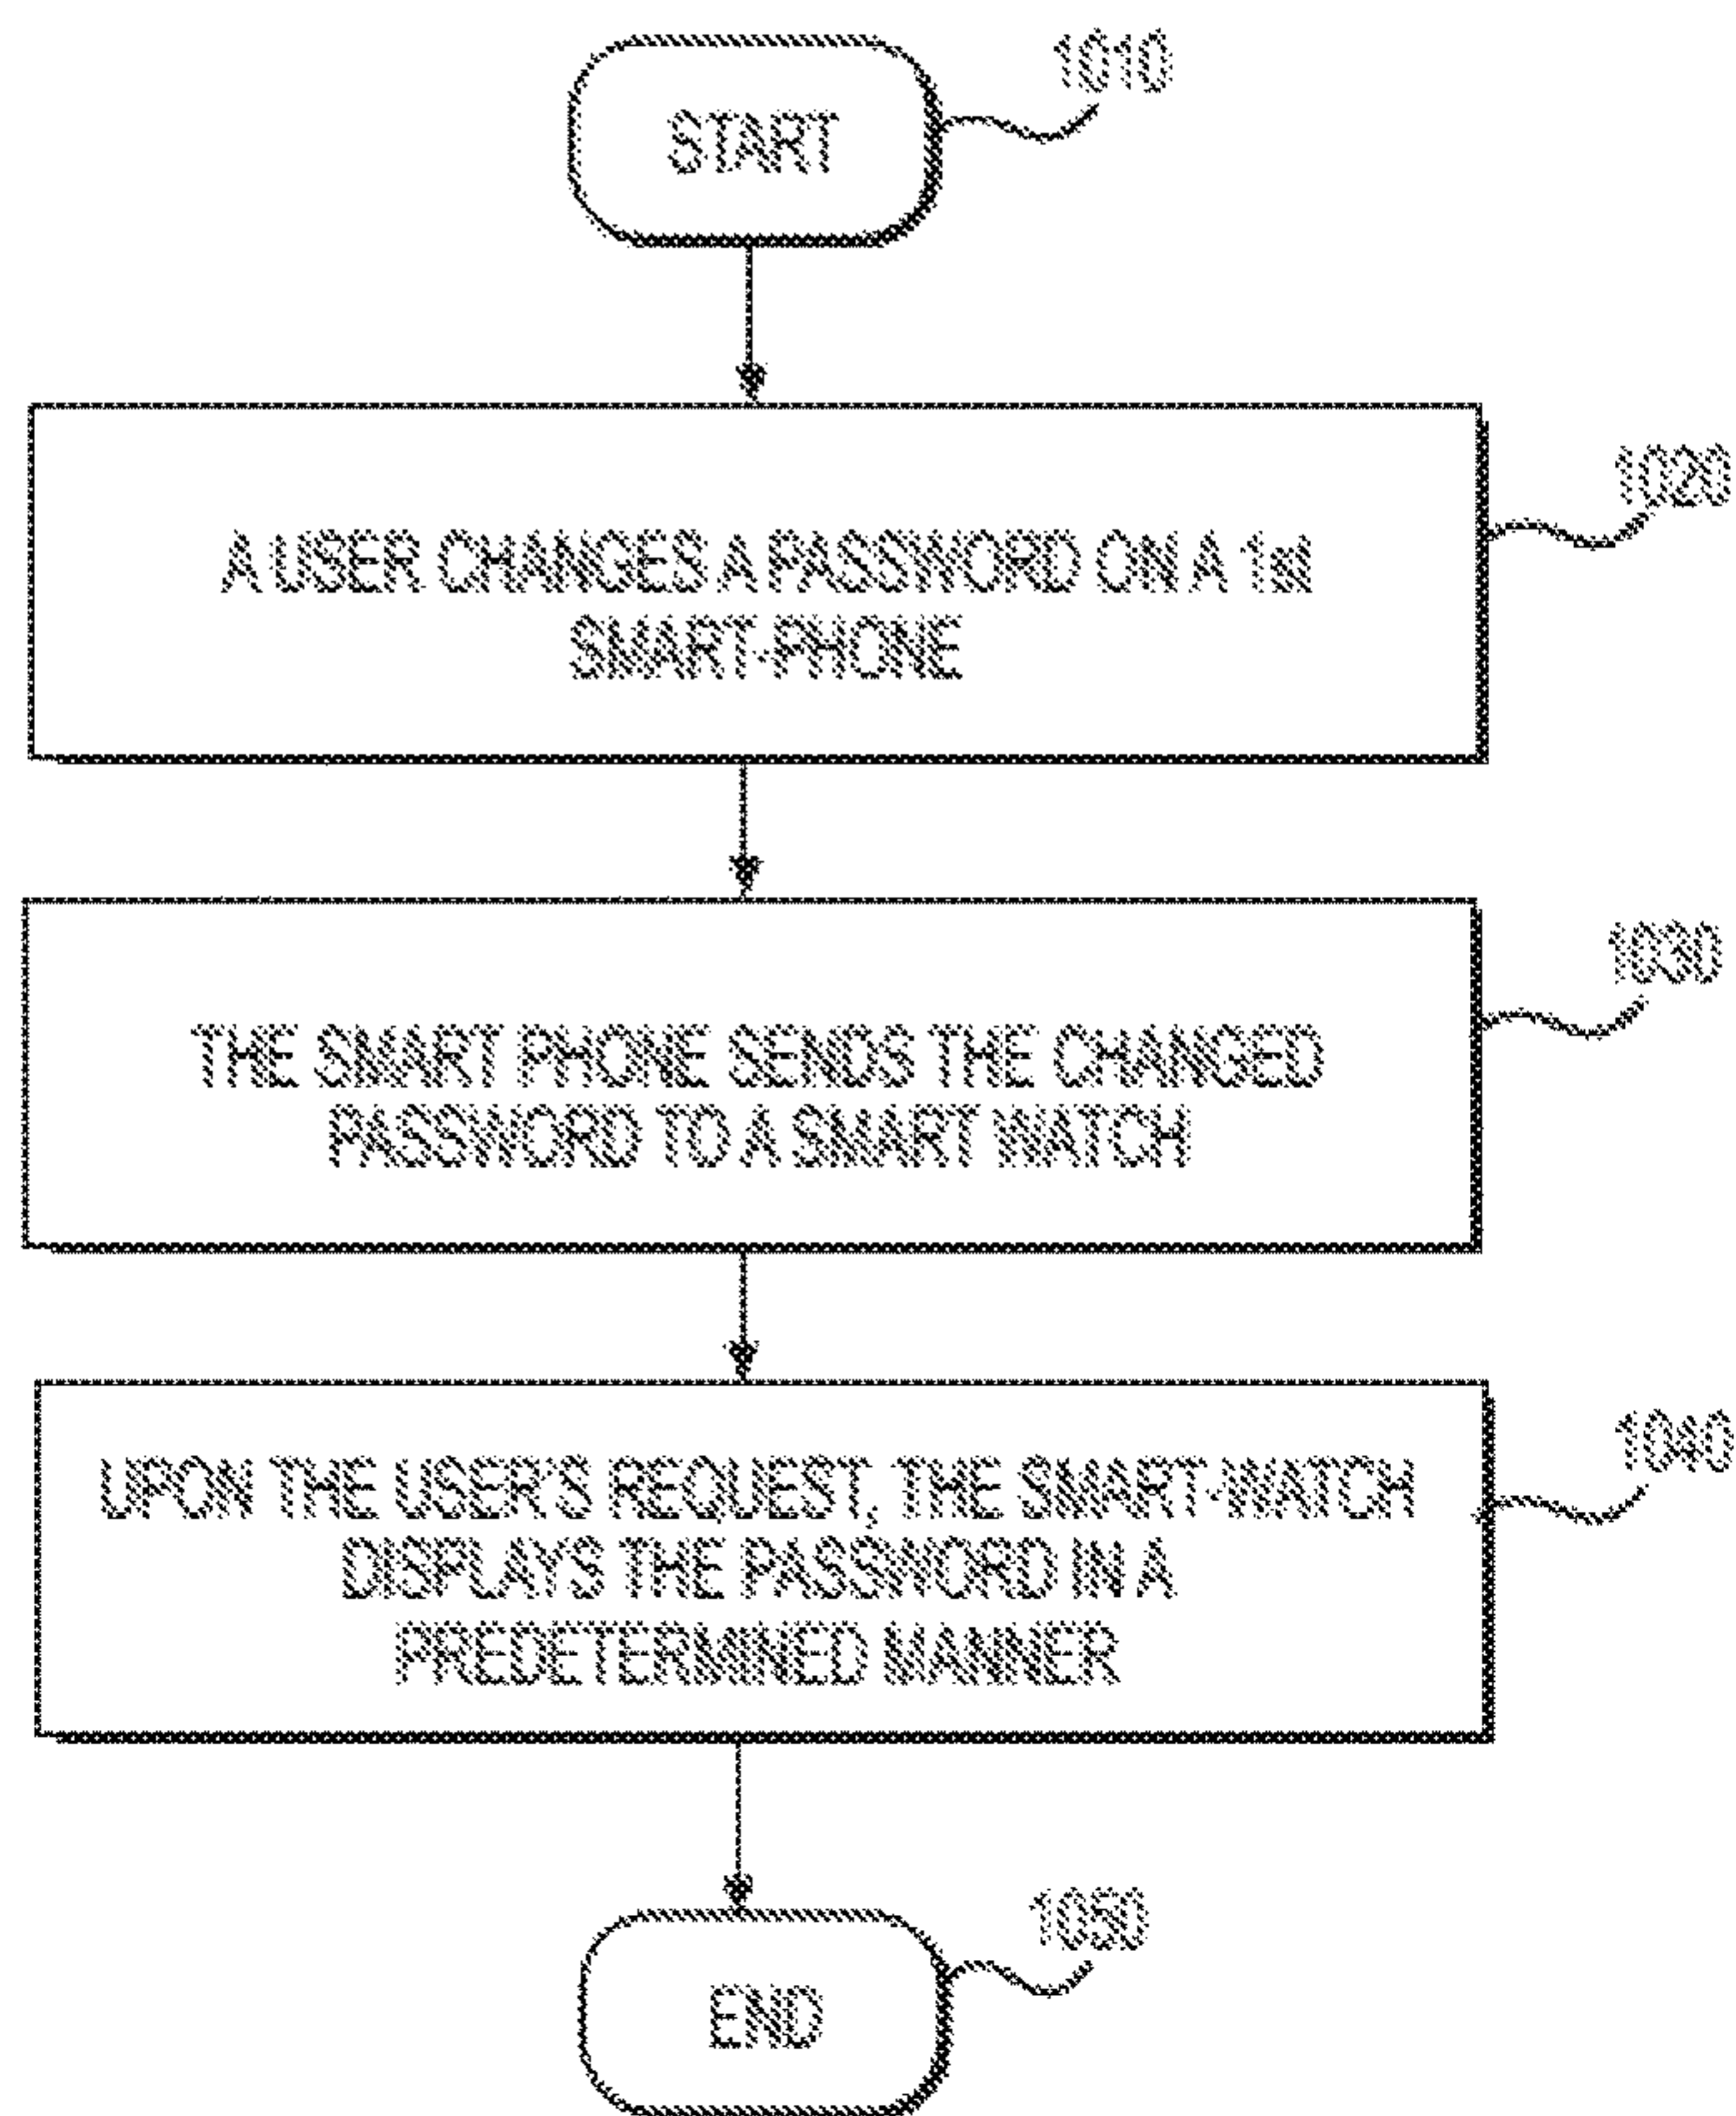 START
1010
A USER CHANGES A PASSWORD ON A 1st
SMART-PHONE
1020
THE SMART PHONE SENDS THE CHANGED
PASSWORD TO A SMART WATCH
1030
UPON THE USER'S REQUEST, THE SMART-WATCH
DISPLAYS THE PASSWORD IN A
PREDETERMINED MANNER
1040
END
1050